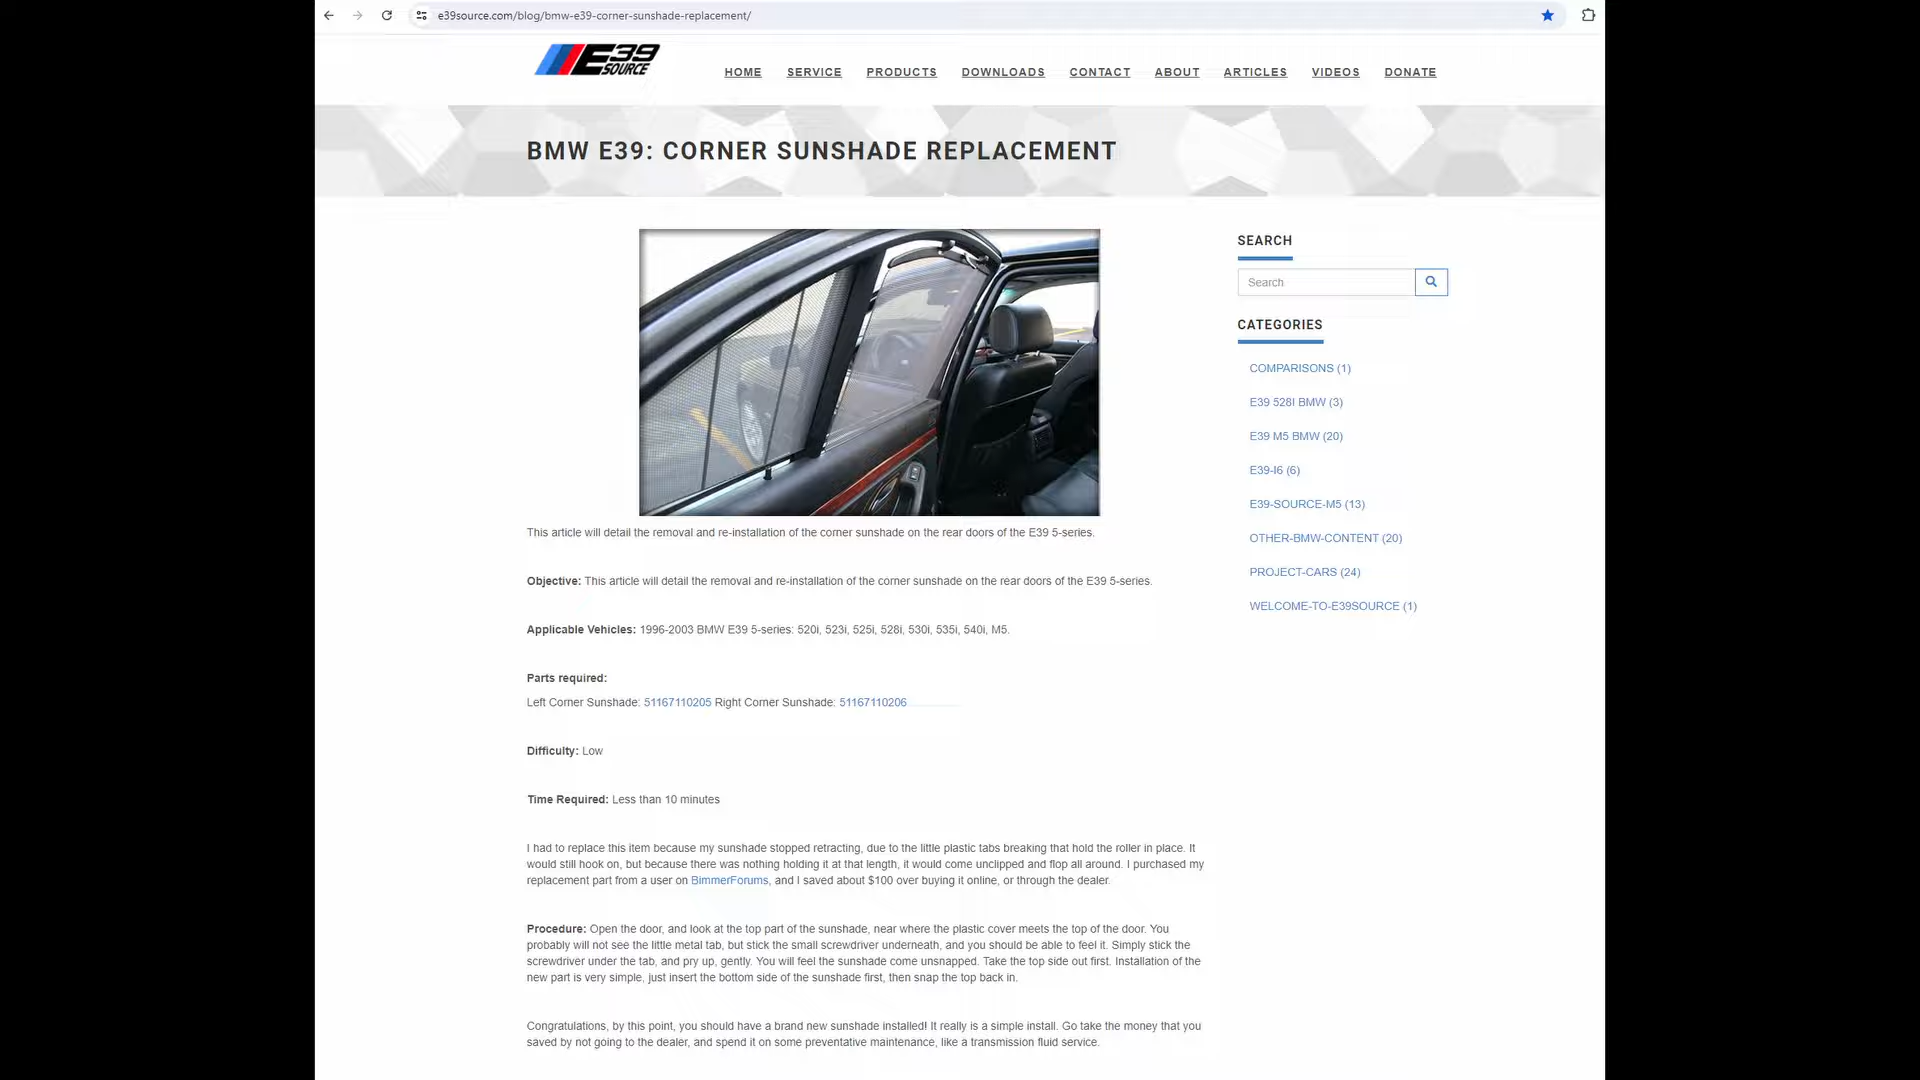 e39source.com/blog/bmw-e39-corner-sunshade-replacement/
E39 SOURCE
HOME SERVICE PRODUCTS DOWNLOADS CONTACT ABOUT ARTICLES VIDEOS DONATE
BMW E39: CORNER SUNSHADE REPLACEMENT
This article will detail the removal and re-installation of the corner sunshade on the rear doors of the E39 5-series.
Objective: This article will detail the removal and re-installation of the corner sunshade on the rear doors of the E39 5-series.
Applicable Vehicles: 1996-2003 BMW E39 5-series: 520i, 523i, 525i, 528i, 530i, 535i, 540i, M5.
Parts required:
Left Corner Sunshade: 51167110205 Right Corner Sunshade: 51167110206
Difficulty: Low
Time Required: Less than 10 minutes
I had to replace this item because my sunshade stopped retracting, due to the little plastic tabs breaking that hold the roller in place. It
would still hook on, but because there was nothing holding it at that length, it would come unclipped and flop all around. I purchased my
replacement part from a user on BimmerForums, and I saved about $100 over buying it online, or through the dealer.
Procedure: Open the door, and look at the top part of the sunshade, near where the plastic cover meets the top of the door. You
probably will not see the little metal tab, but stick the small screwdriver underneath, and you should be able to feel it. Simply stick the
screwdriver under the tab, and pry up, gently. You will feel the sunshade come unsnapped. Take the top side out first. Installation of the
new part is very simple, just insert the bottom side of the sunshade first, then snap the top back in.
Congratulations, by this point, you should have a brand new sunshade installed! It really is a simple install. Go take the money that you
saved by not going to the dealer, and spend it on some preventative maintenance, like a transmission fluid service.
SEARCH
Search
CATEGORIES
COMPARISONS (1)
E39 528I BMW (3)
E39 M5 BMW (20)
E39-I6 (6)
E39-SOURCE-M5 (13)
OTHER-BMW-CONTENT (20)
PROJECT-CARS (24)
WELCOME-TO-E39SOURCE (1)